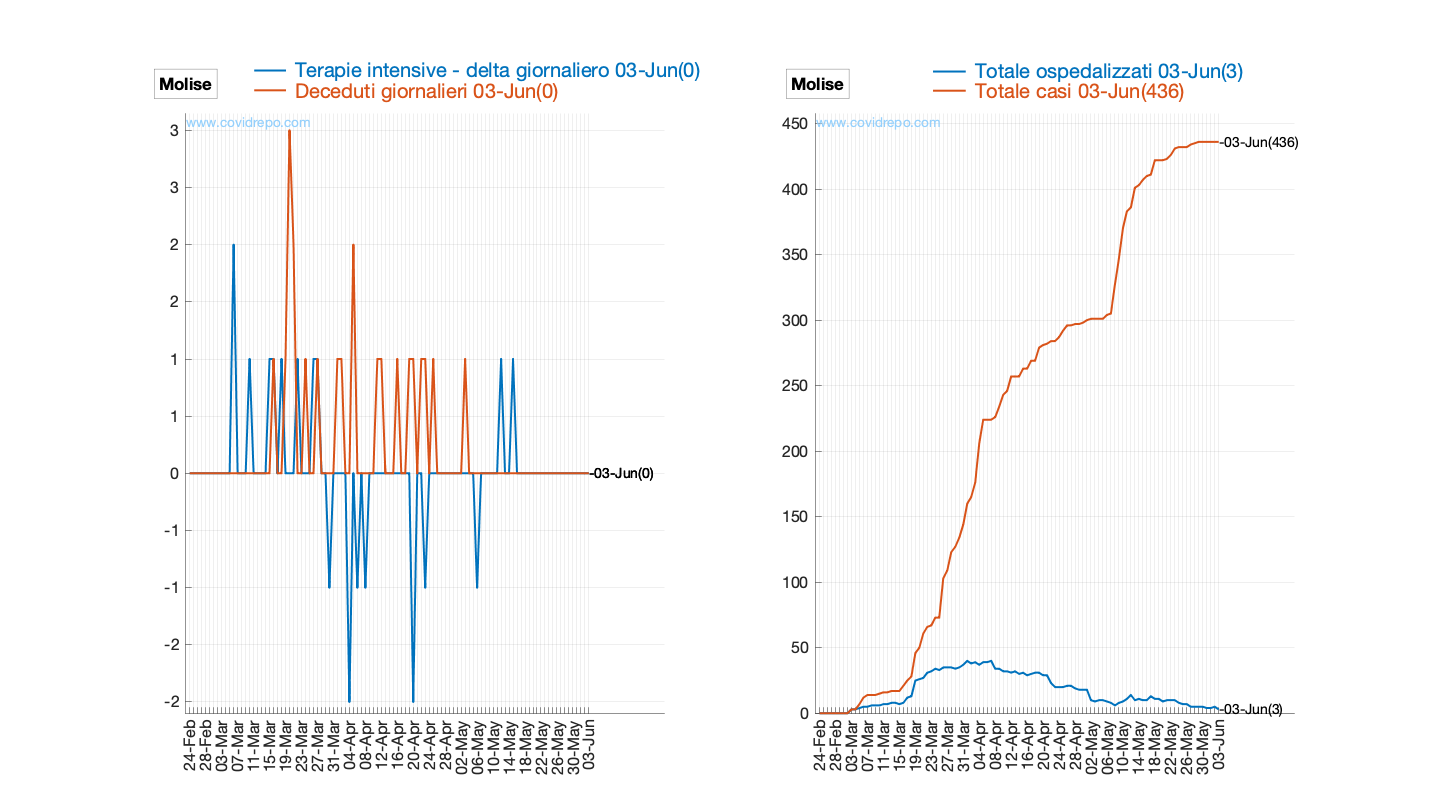 Molise
Terapie intensive - delta giornaliero 03-Jun(0)
Deceduti giornalieri 03-Jun(0)
www.covidrepo.com
3
3
2
2
1
1
0
-1
-1
-2
-2
-03-Jun(0)
24-Feb
28-Feb
03-Mar
07-Mar
11-Mar
15-Mar
19-Mar
23-Mar
27-Mar
31-Mar
04-Apr
08-Apr
12-Apr
16-Apr
20-Apr
24-Apr
28-Apr
02-May
06-May
10-May
14-May
18-May
22-May
26-May
30-May
03-Jun
Molise
Totale ospedalizzati 03-Jun(3)
Totale casi 03-Jun(436)
www.covidrepo.com
450
400
350
300
250
200
150
100
50
0
-03-Jun(436)
-03-Jun(3)
24-Feb
28-Feb
03-Mar
07-Mar
11-Mar
15-Mar
19-Mar
23-Mar
27-Mar
31-Mar
04-Apr
08-Apr
12-Apr
16-Apr
20-Apr
24-Apr
28-Apr
02-May
06-May
10-May
14-May
18-May
22-May
26-May
30-May
03-Jun